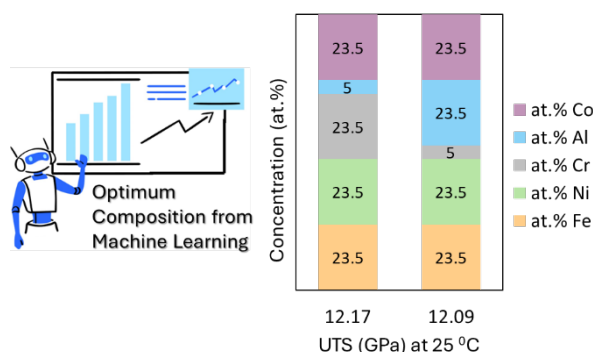 Optimum
Composition from
Machine Learning
Concentration (at.%)
23.5
5
23.5
23.5
23.5
23.5
23.5
5
23.5
23.5
12.17
12.09
UTS (GPa) at 25 ⁰C
at.% Co
at.% Al
at.% Cr
at.% Ni
at.% Fe